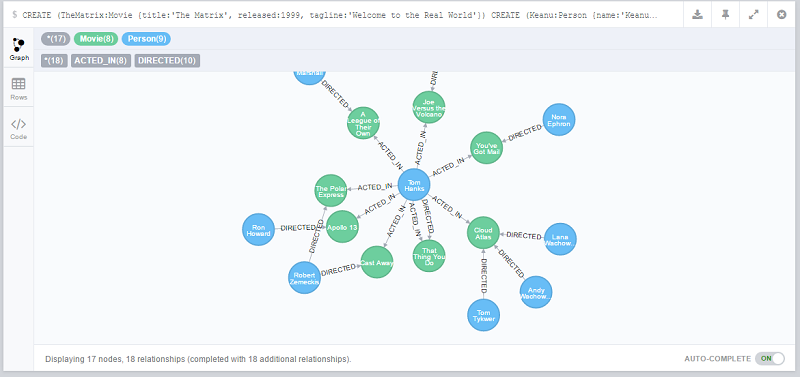 $ CREATE (TheMatrix:Movie {title:'The Matrix', released:1999, tagline:'Welcome to the Real World'}) CREATE (Keanu:Person {name:'Keanu...
*(17) Movie(8) Person(9)
*(18) ACTED_IN(8) DIRECTED(10)
Graph
Rows
Code
Marshall
DIRECTED
DIRECTED
A
League of
Their
Own
Joe
Versus the
Volcano
Nora
Ephron
DIRECTED
You've
Got Mail
ACTED_IN
ACTED_IN
ACTED_IN
Tom
Hanks
The Polar
Express
ACTED_IN
ACTED_IN
ACTED_IN
Ron
Howard
DIRECTED
Apollo 13
DIRECTED
ACTED_IN
ACTED_IN
DIRECTED
Cloud
Atlas
DIRECTED
Lana
Wachow...
Robert
Zemeckis
DIRECTED
Cast Away
That
Thing You
Do
DIRECTED
DIRECTED
Andy
Wachow...
Tom
Tykwer
Displaying 17 nodes, 18 relationships (completed with 18 additional relationships).
AUTO-COMPLETE ON